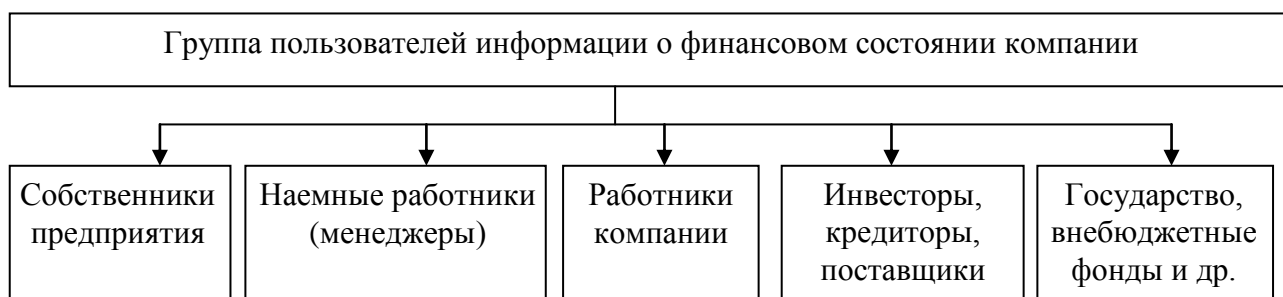 Группа пользователей информации о финансовом состоянии компании
Собственники
предприятия
Наемные работники
(менеджеры)
Работники
компании
Инвесторы,
кредиторы,
поставщики
Государство,
внебюджетные
фонды и др.